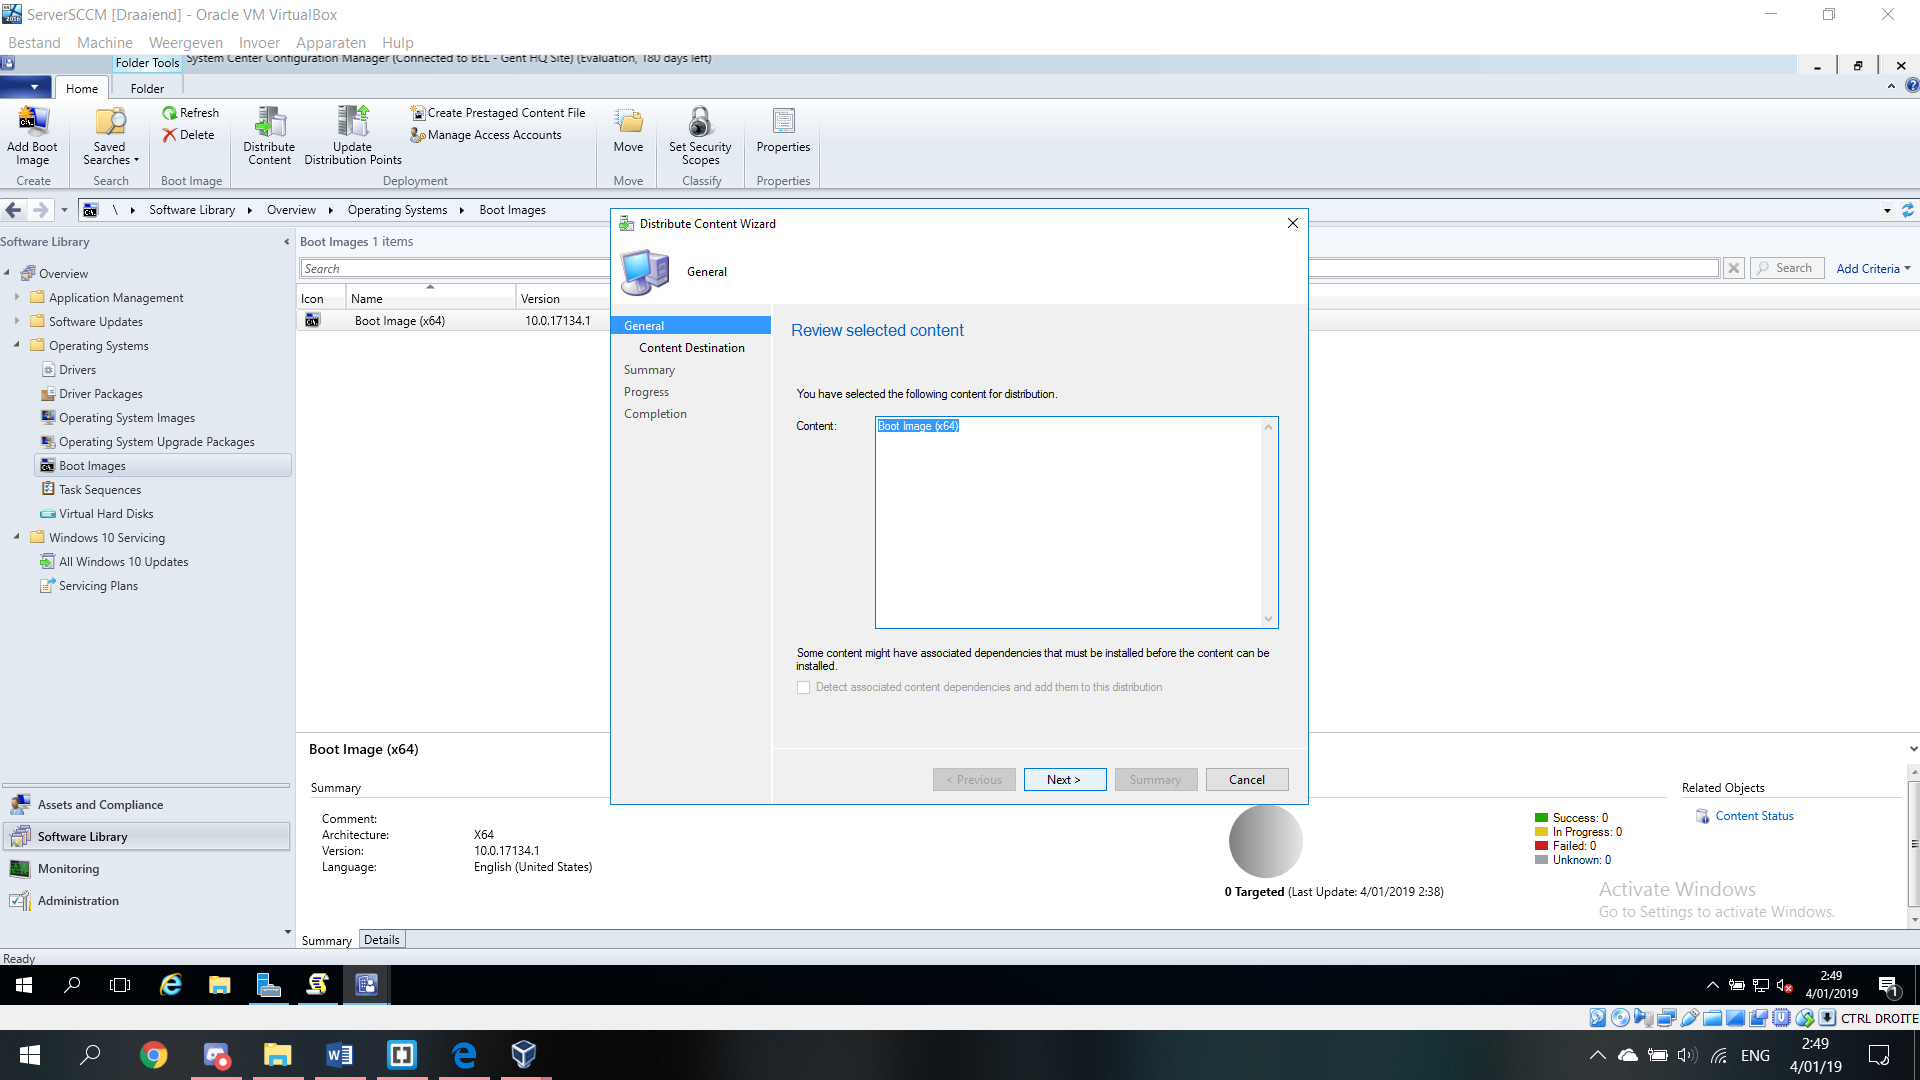 ServerSCCM [Draaiend] - Oracle VM VirtualBox
Bestand Machine Weergeven Invoer Apparaten Hulp
Folder Tools System Center Configuration Manager (Connected to BEL - Gent HQ Site) (Evaluation, 180 days left)
Home Folder
Add Boot Image
Create
Saved Searches
Search
Refresh
Delete
Boot Image
Distribute Content
Update Distribution Points
Create Prestaged Content File
Manage Access Accounts
Deployment
Move
Move
Set Security Scopes
Classify
Properties
Properties
\ Software Library Overview Operating Systems Boot Images
Software Library
Overview
Application Management
Software Updates
Operating Systems
Drivers
Driver Packages
Operating System Images
Operating System Upgrade Packages
Boot Images
Task Sequences
Virtual Hard Disks
Windows 10 Servicing
All Windows 10 Updates
Servicing Plans
Assets and Compliance
Software Library
Monitoring
Administration
Boot Images 1 items
Search
Search
Add Criteria
Icon Name Version
Boot Image (x64) 10.0.17134.1
Distribute Content Wizard
General
General
Content Destination
Summary
Progress
Completion
Review selected content
You have selected the following content for distribution.
Content:
Boot Image (x64)
Some content might have associated dependencies that must be installed before the content can be
installed.
Detect associated content dependencies and add them to this distribution
< Previous Next > Summary Cancel
Boot Image (x64)
Summary
Comment:
Architecture: X64
Version: 10.0.17134.1
Language: English (United States)
Success: 0
In Progress: 0
Failed: 0
Unknown: 0
0 Targeted (Last Update: 4/01/2019 2:38)
Related Objects
Content Status
Activate Windows
Go to Settings to activate Windows.
Summary Details
Ready
2:49
4/01/2019
1
CTRL DROITE
ENG
2:49
4/01/19